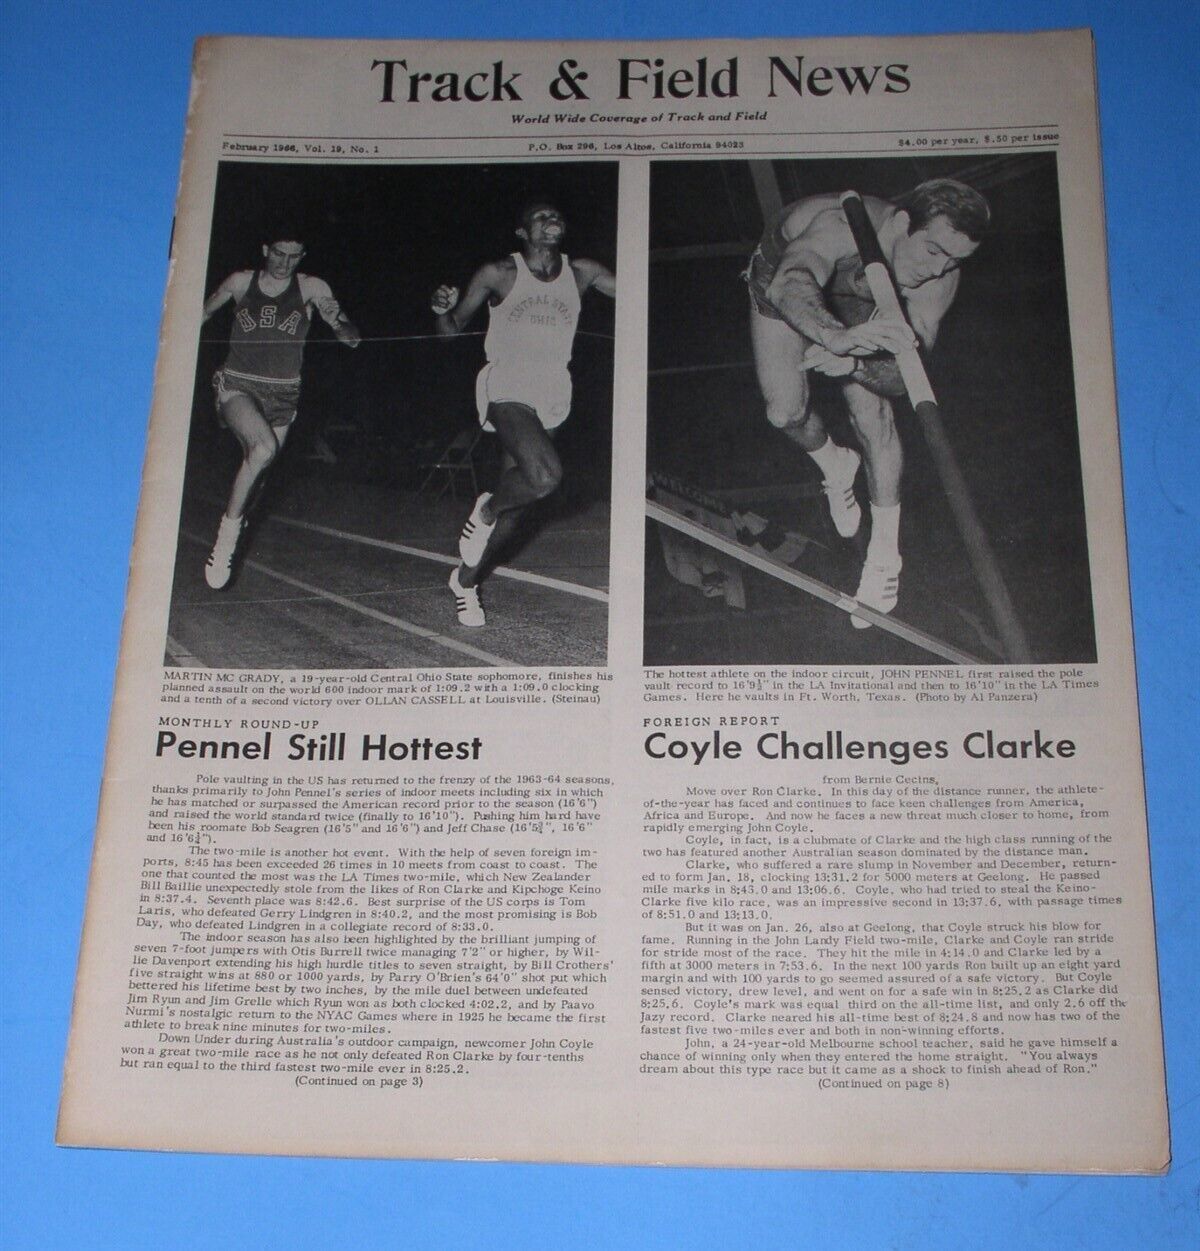 Track & Field News
World Wide Coverage of Track and Field
February 1966, Vol. 19, No. 1
P.O. Box 296, Los Altos, California 94023
$4.00 per year, $.50 per issue
USA
CENTRAL STATE
OHIO
MARTIN MC GRADY, a 19-year-old Central Ohio State sophomore, finishes his
planned assault on the world 600 indoor mark of 1:09.2 with a 1:09.0 clocking
and a tenth of a second victory over OLLAN CASSELL at Louisville. (Steinau)
The hottest athlete on the indoor circuit, JOHN PENNEL first raised the pole
vault record to 16'9½" in the LA Invitational and then to 16'10" in the LA Times
Games. Here he vaults in Ft. Worth, Texas. (Photo by Al Panzera)
MONTHLY ROUND-UP
Pennel Still Hottest
Pole vaulting in the US has returned to the frenzy of the 1963-64 seasons,
thanks primarily to John Pennel's series of indoor meets including six in which
he has matched or surpassed the American record prior to the season (16'6")
and raised the world standard twice (finally to 16'10"). Pushing him hard have
been his roomate Bob Seagren (16'5" and 16'6") and Jeff Chase (16'5¾", 16'6"
and 16'6¼").
The two-mile is another hot event. With the help of seven foreign im-
ports, 8:45 has been exceeded 26 times in 10 meets from coast to coast. The
one that counted the most was the LA Times two-mile, which New Zealander
Bill Baillie unexpectedly stole from the likes of Ron Clarke and Kipchoge Keino
in 8:37.4. Seventh place was 8:42.6. Best surprise of the US corps is Tom
Laris, who defeated Gerry Lindgren in 8:40.2, and the most promising is Bob
Day, who defeated Lindgren in a collegiate record of 8:33.0.
The indoor season has also been highlighted by the brilliant jumping of
seven 7-foot jumpers with Otis Burrell twice managing 7'2" or higher, by Wil-
lie Davenport extending his high hurdle titles to seven straight, by Bill Crothers'
five straight wins at 880 or 1000 yards, by Parry O'Brien's 64'0" shot put which
bettered his lifetime best by two inches, by the mile duel between undefeated
Jim Ryun and Jim Grelle which Ryun won as both clocked 4:02.2, and by Paavo
Nurmi's nostalgic return to the NYAC Games where in 1925 he became the first
athlete to break nine minutes for two-miles.
Down Under during Australia's outdoor campaign, newcomer John Coyle
won a great two-mile race as he not only defeated Ron Clarke by four-tenths
but ran equal to the third fastest two-mile ever in 8:25.2.
(Continued on page 3)
FOREIGN REPORT
Coyle Challenges Clarke
from Bernie Cecins,
Move over Ron Clarke. In this day of the distance runner, the athlete-
of-the-year has faced and continues to face keen challenges from America,
Africa and Europe. And now he faces a new threat much closer to home, from
rapidly emerging John Coyle.
Coyle, in fact, is a clubmate of Clarke and the high class running of the
two has featured another Australian season dominated by the distance man.
Clarke, who suffered a rare slump in November and December, return-
ed to form Jan. 18, clocking 13:31.2 for 5000 meters at Geelong. He passed
mile marks in 8:43.0 and 13:06.6. Coyle, who had tried to steal the Keino-
Clarke five kilo race, was an impressive second in 13:37.6, with passage times
of 8:51.0 and 13:13.0.
But it was on Jan. 26, also at Geelong, that Coyle struck his blow for
fame. Running in the John Landy Field two-mile, Clarke and Coyle ran stride
for stride most of the race. They hit the mile in 4:14.0 and Clarke led by a
fifth at 3000 meters in 7:53.6. In the next 100 yards Ron built up an eight yard
margin and with 100 yards to go seemed assured of a safe victory. But Coyle
sensed victory, drew level, and went on for a safe win in 8:25.2 as Clarke did
8:25.6. Coyle's mark was equal third on the all-time list, and only 2.6 off the
Jazy record. Clarke neared his all-time best of 8:24.8 and now has two of the
fastest five two-miles ever and both in non-winning efforts.
John, a 24-year-old Melbourne school teacher, said he gave himself a
chance of winning only when they entered the home straight. "You always
dream about this type race but it came as a shock to finish ahead of Ron."
(Continued on page 8)